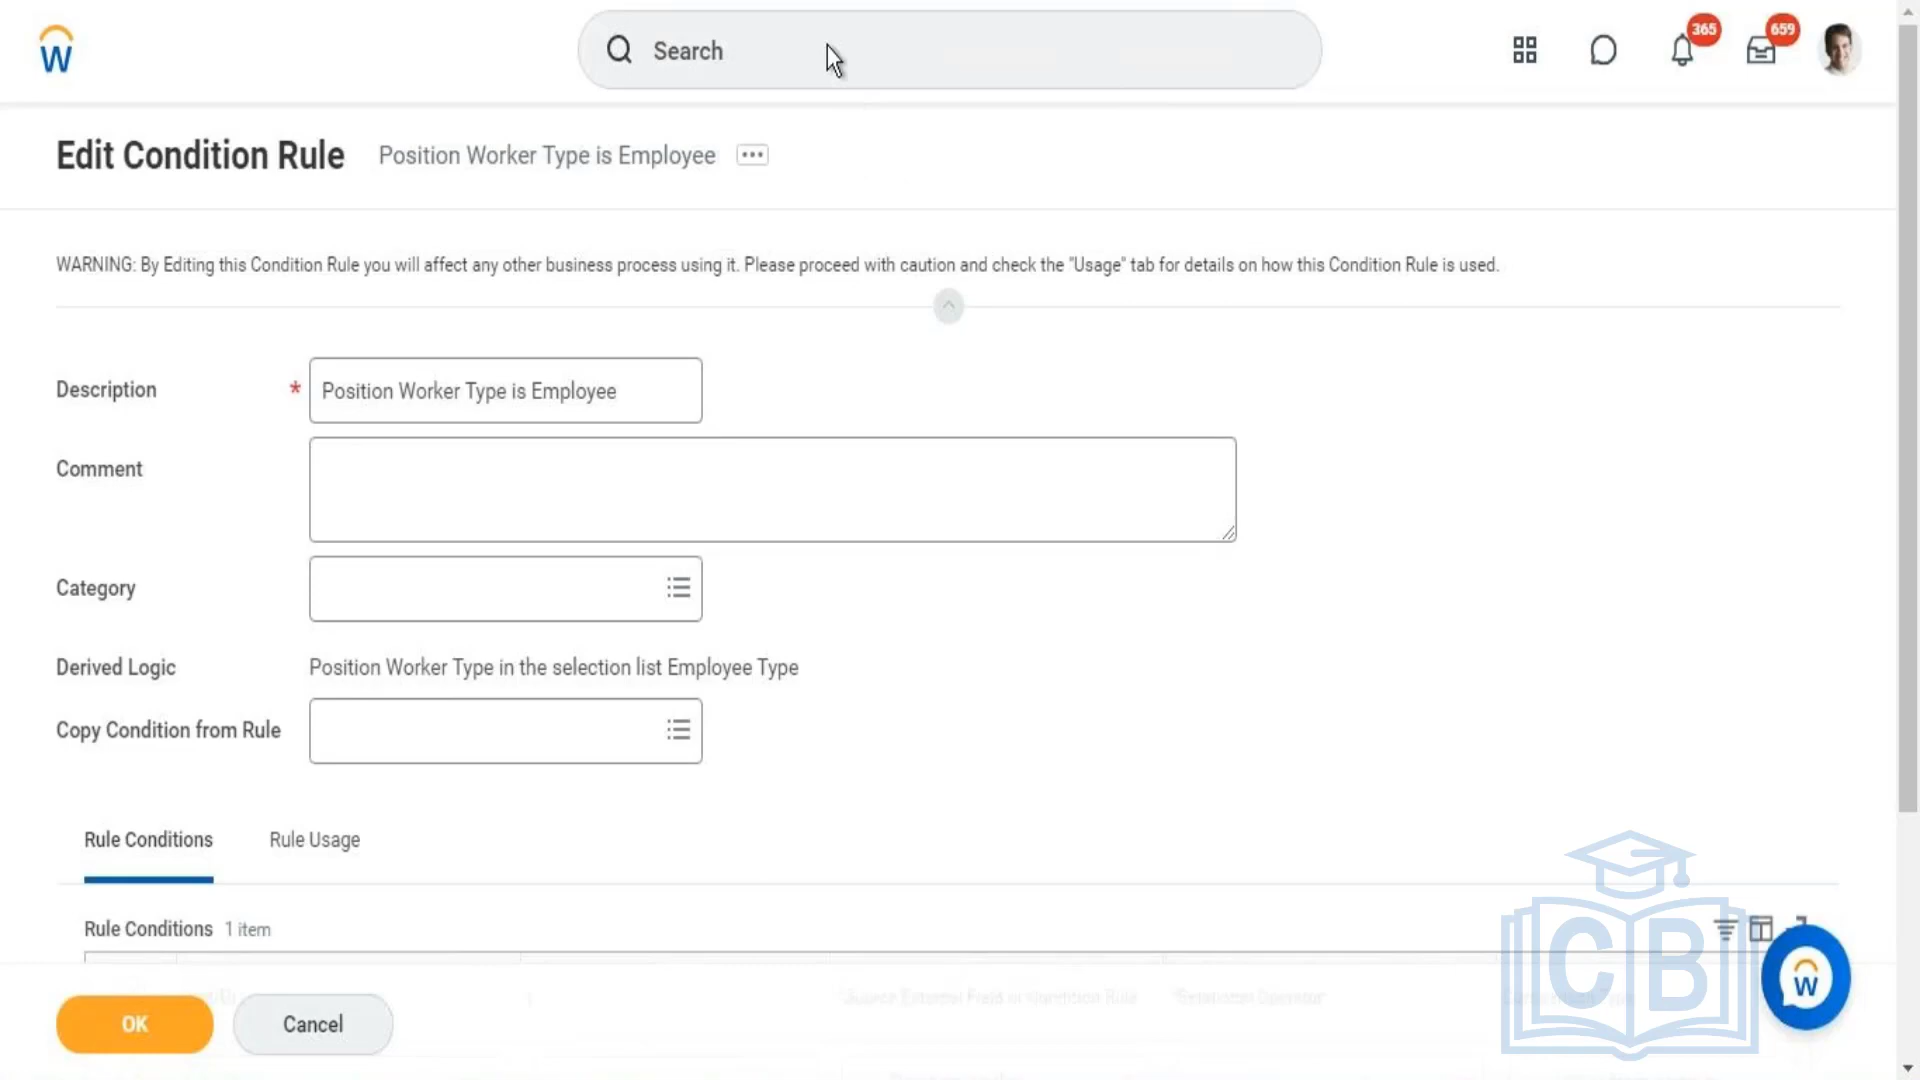 W
Search
365
659
Edit Condition Rule
Position Worker Type is Employee
WARNING: By Editing this Condition Rule you will affect any other business process using it. Please proceed with caution and check the "Usage" tab for details on how this Condition Rule is used.
Description *
Position Worker Type is Employee
Comment
Category
Derived Logic
Position Worker Type in the selection list Employee Type
Copy Condition from Rule
Rule Conditions
Rule Usage
Rule Conditions 1 item
CB
W
OK
Cancel